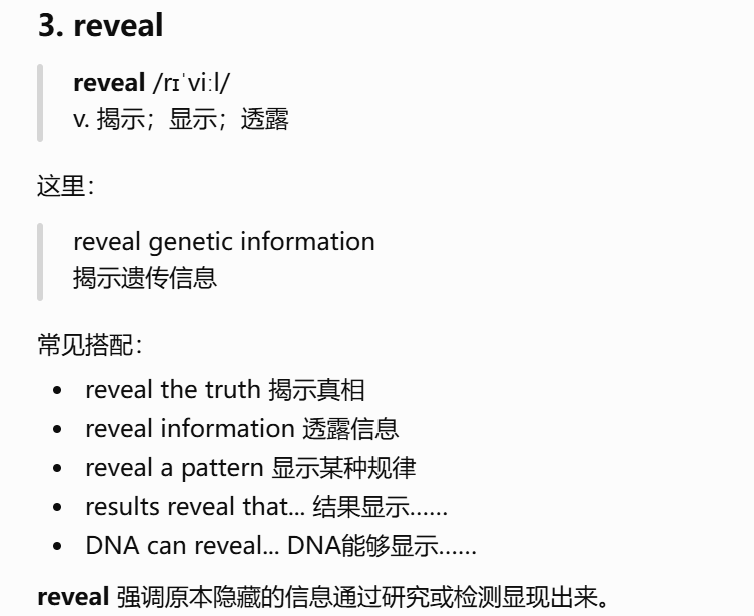 3. reveal
reveal /rɪˈviːl/
v. 揭示；显示；透露
这里：
reveal genetic information
揭示遗传信息
常见搭配：
• reveal the truth 揭示真相
• reveal information 透露信息
• reveal a pattern 显示某种规律
• results reveal that... 结果显示……
• DNA can reveal... DNA能够显示……
reveal 强调原本隐藏的信息通过研究或检测显现出来。